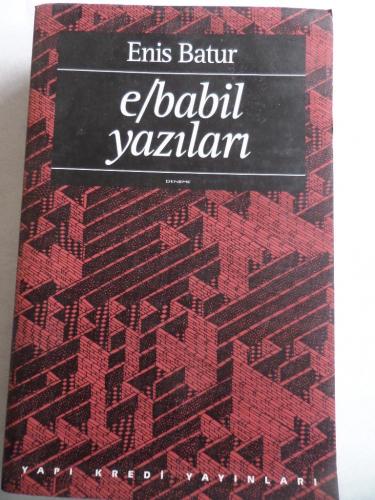 Enis Batur
e/babil
yazıları
DENEME
YAPI KREDİ YAYINLARI